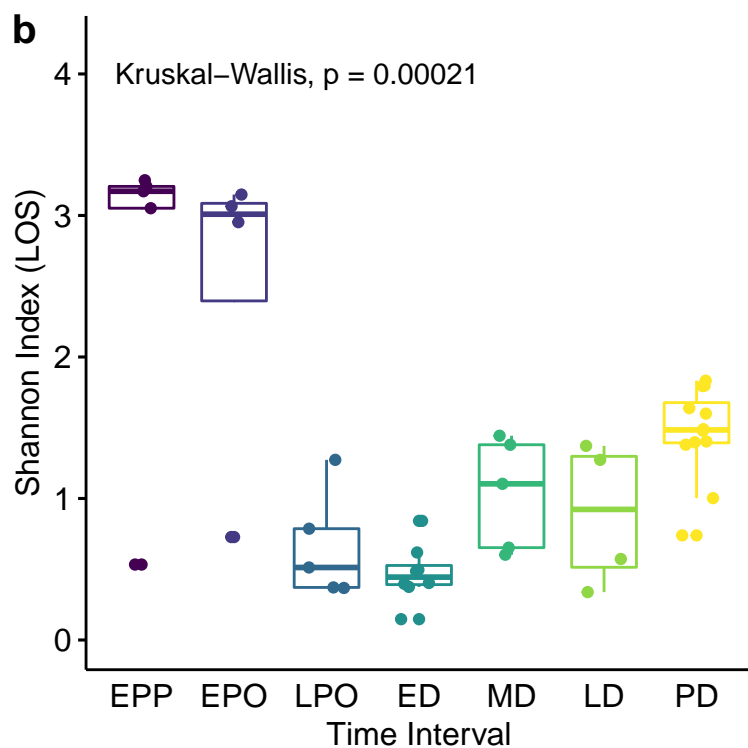 b
Kruskal−Wallis, p = 0.00021
Shannon Index (LOS)
4
3
2
1
0
EPP EPO LPO ED MD LD PD
Time Interval